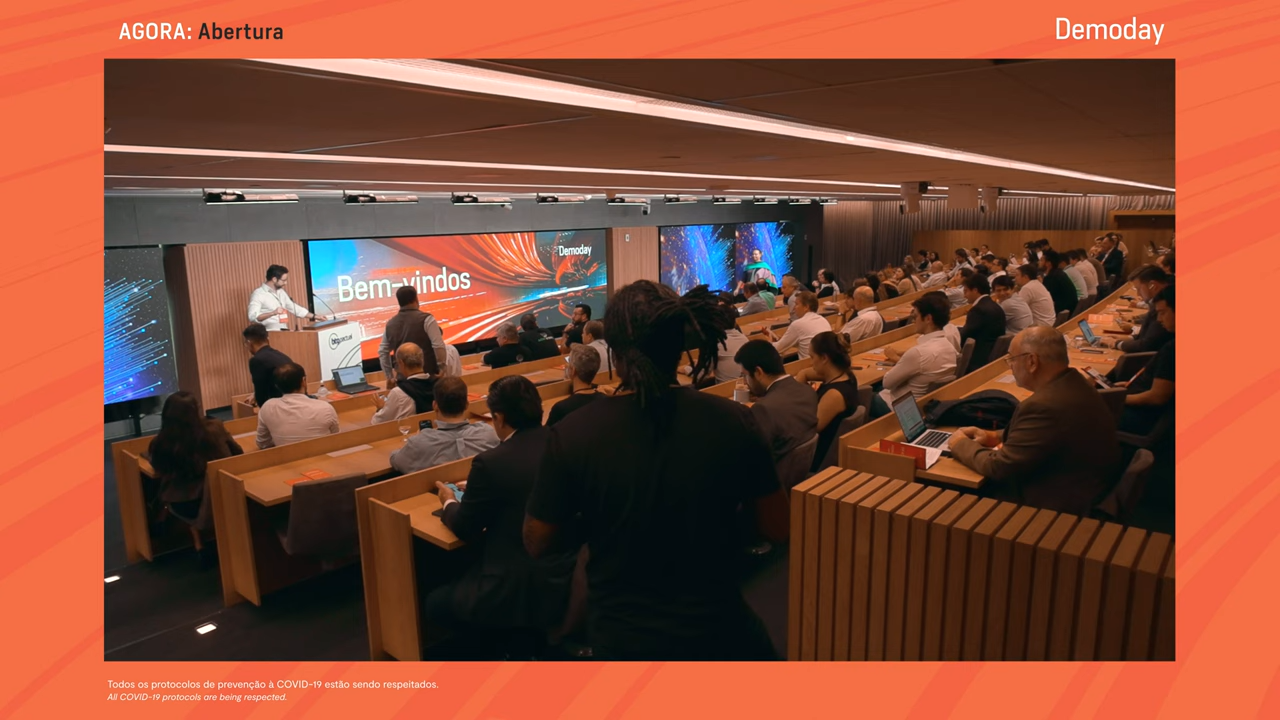 AGORA: Abertura
Demoday
Demoday
Bem-vindos
Todos os protocolos de prevenção à COVID-19 estão sendo respeitados.
All COVID-19 protocols are being respected.